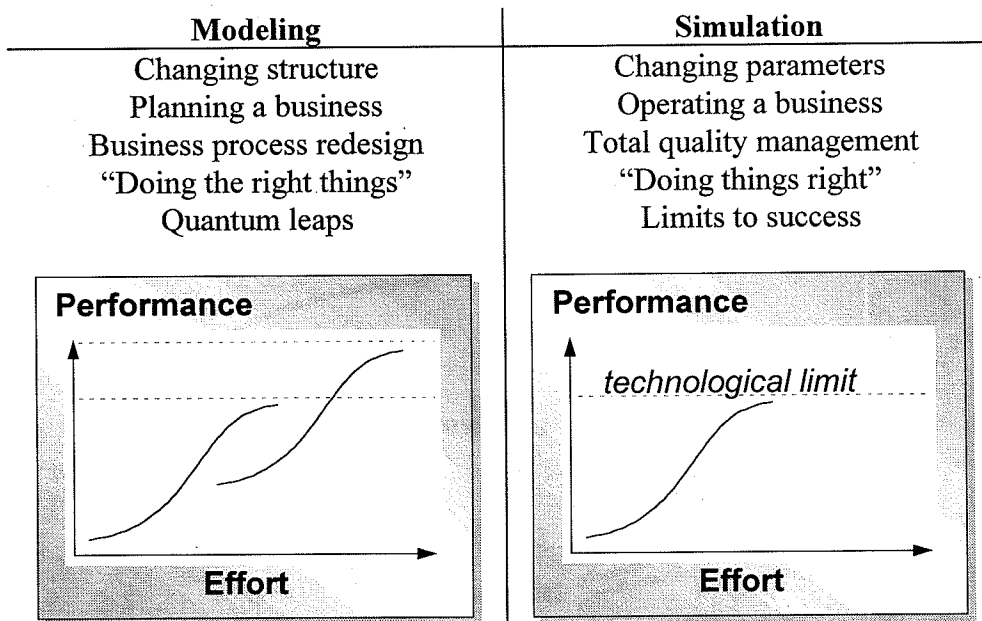 Modeling
Changing structure
Planning a business
Business process redesign
“Doing the right things”
Quantum leaps
Simulation
Changing parameters
Operating a business
Total quality management
“Doing things right”
Limits to success
Performance
Effort
Performance
technological limit
Effort